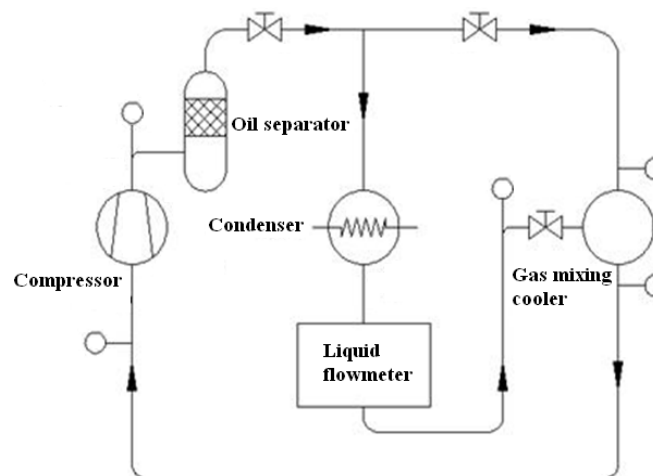 Oil separator
Condenser
Compressor
Gas mixing
cooler
Liquid
flowmeter